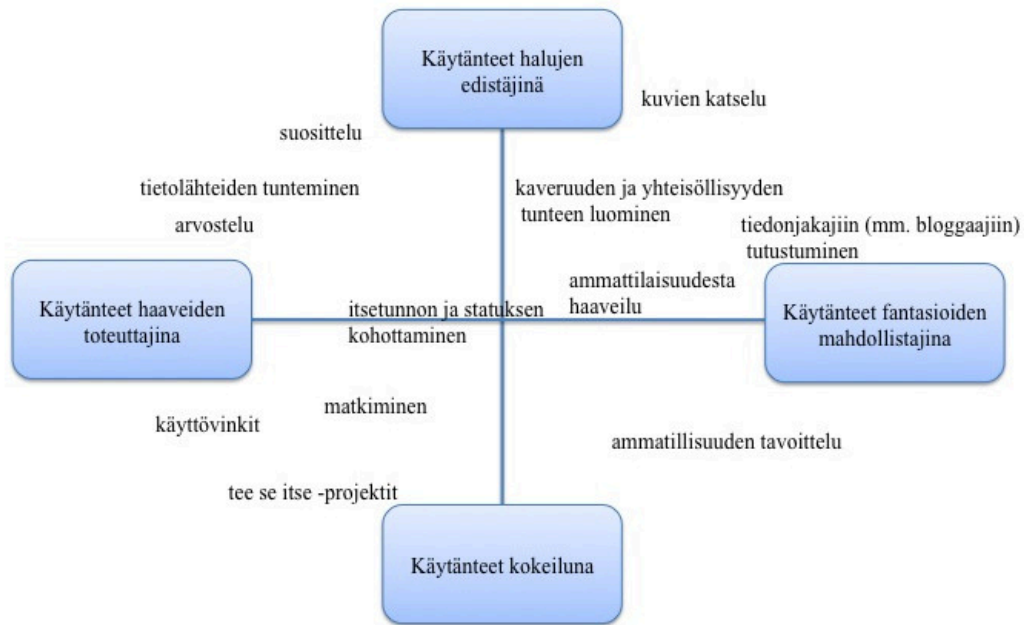 Käytänteet halujen
edistäjinä
kuvien katselu
suosittelu
tietolähteiden tunteminen
kaveruuden ja yhteisöllisyyden
tunteen luominen
arvostelu
tiedonjakajiin (mm. bloggaajiin)
tutustuminen
Käytänteet haaveiden
toteuttajina
itsetunnon ja statuksen
kohottaminen
ammattilaisuudesta
haaveilu
Käytänteet fantasioiden
mahdollistajina
matkiminen
käyttövinkit
ammatillisuuden tavoittelu
tee se itse -projektit
Käytänteet kokeiluna